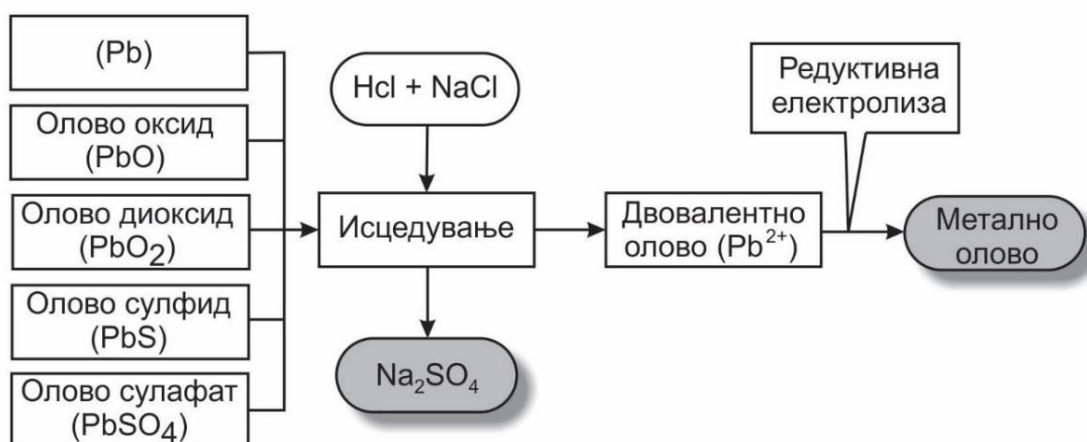 (Pb)
Олово оксид
(PbO)
Олово диоксид
(PbO₂)
Олово сулфид
(PbS)
Олово сулафат
(PbSO₄)
Hcl + NaCl
Исцедување
Na₂SO₄
Двовалентно
олово (Pb²⁺)
Редуктивна
електролиза
Метално
олово